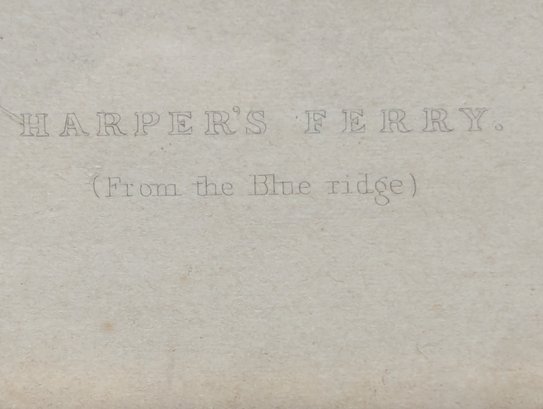 HARPER'S FERRY.
(From the Blue ridge)